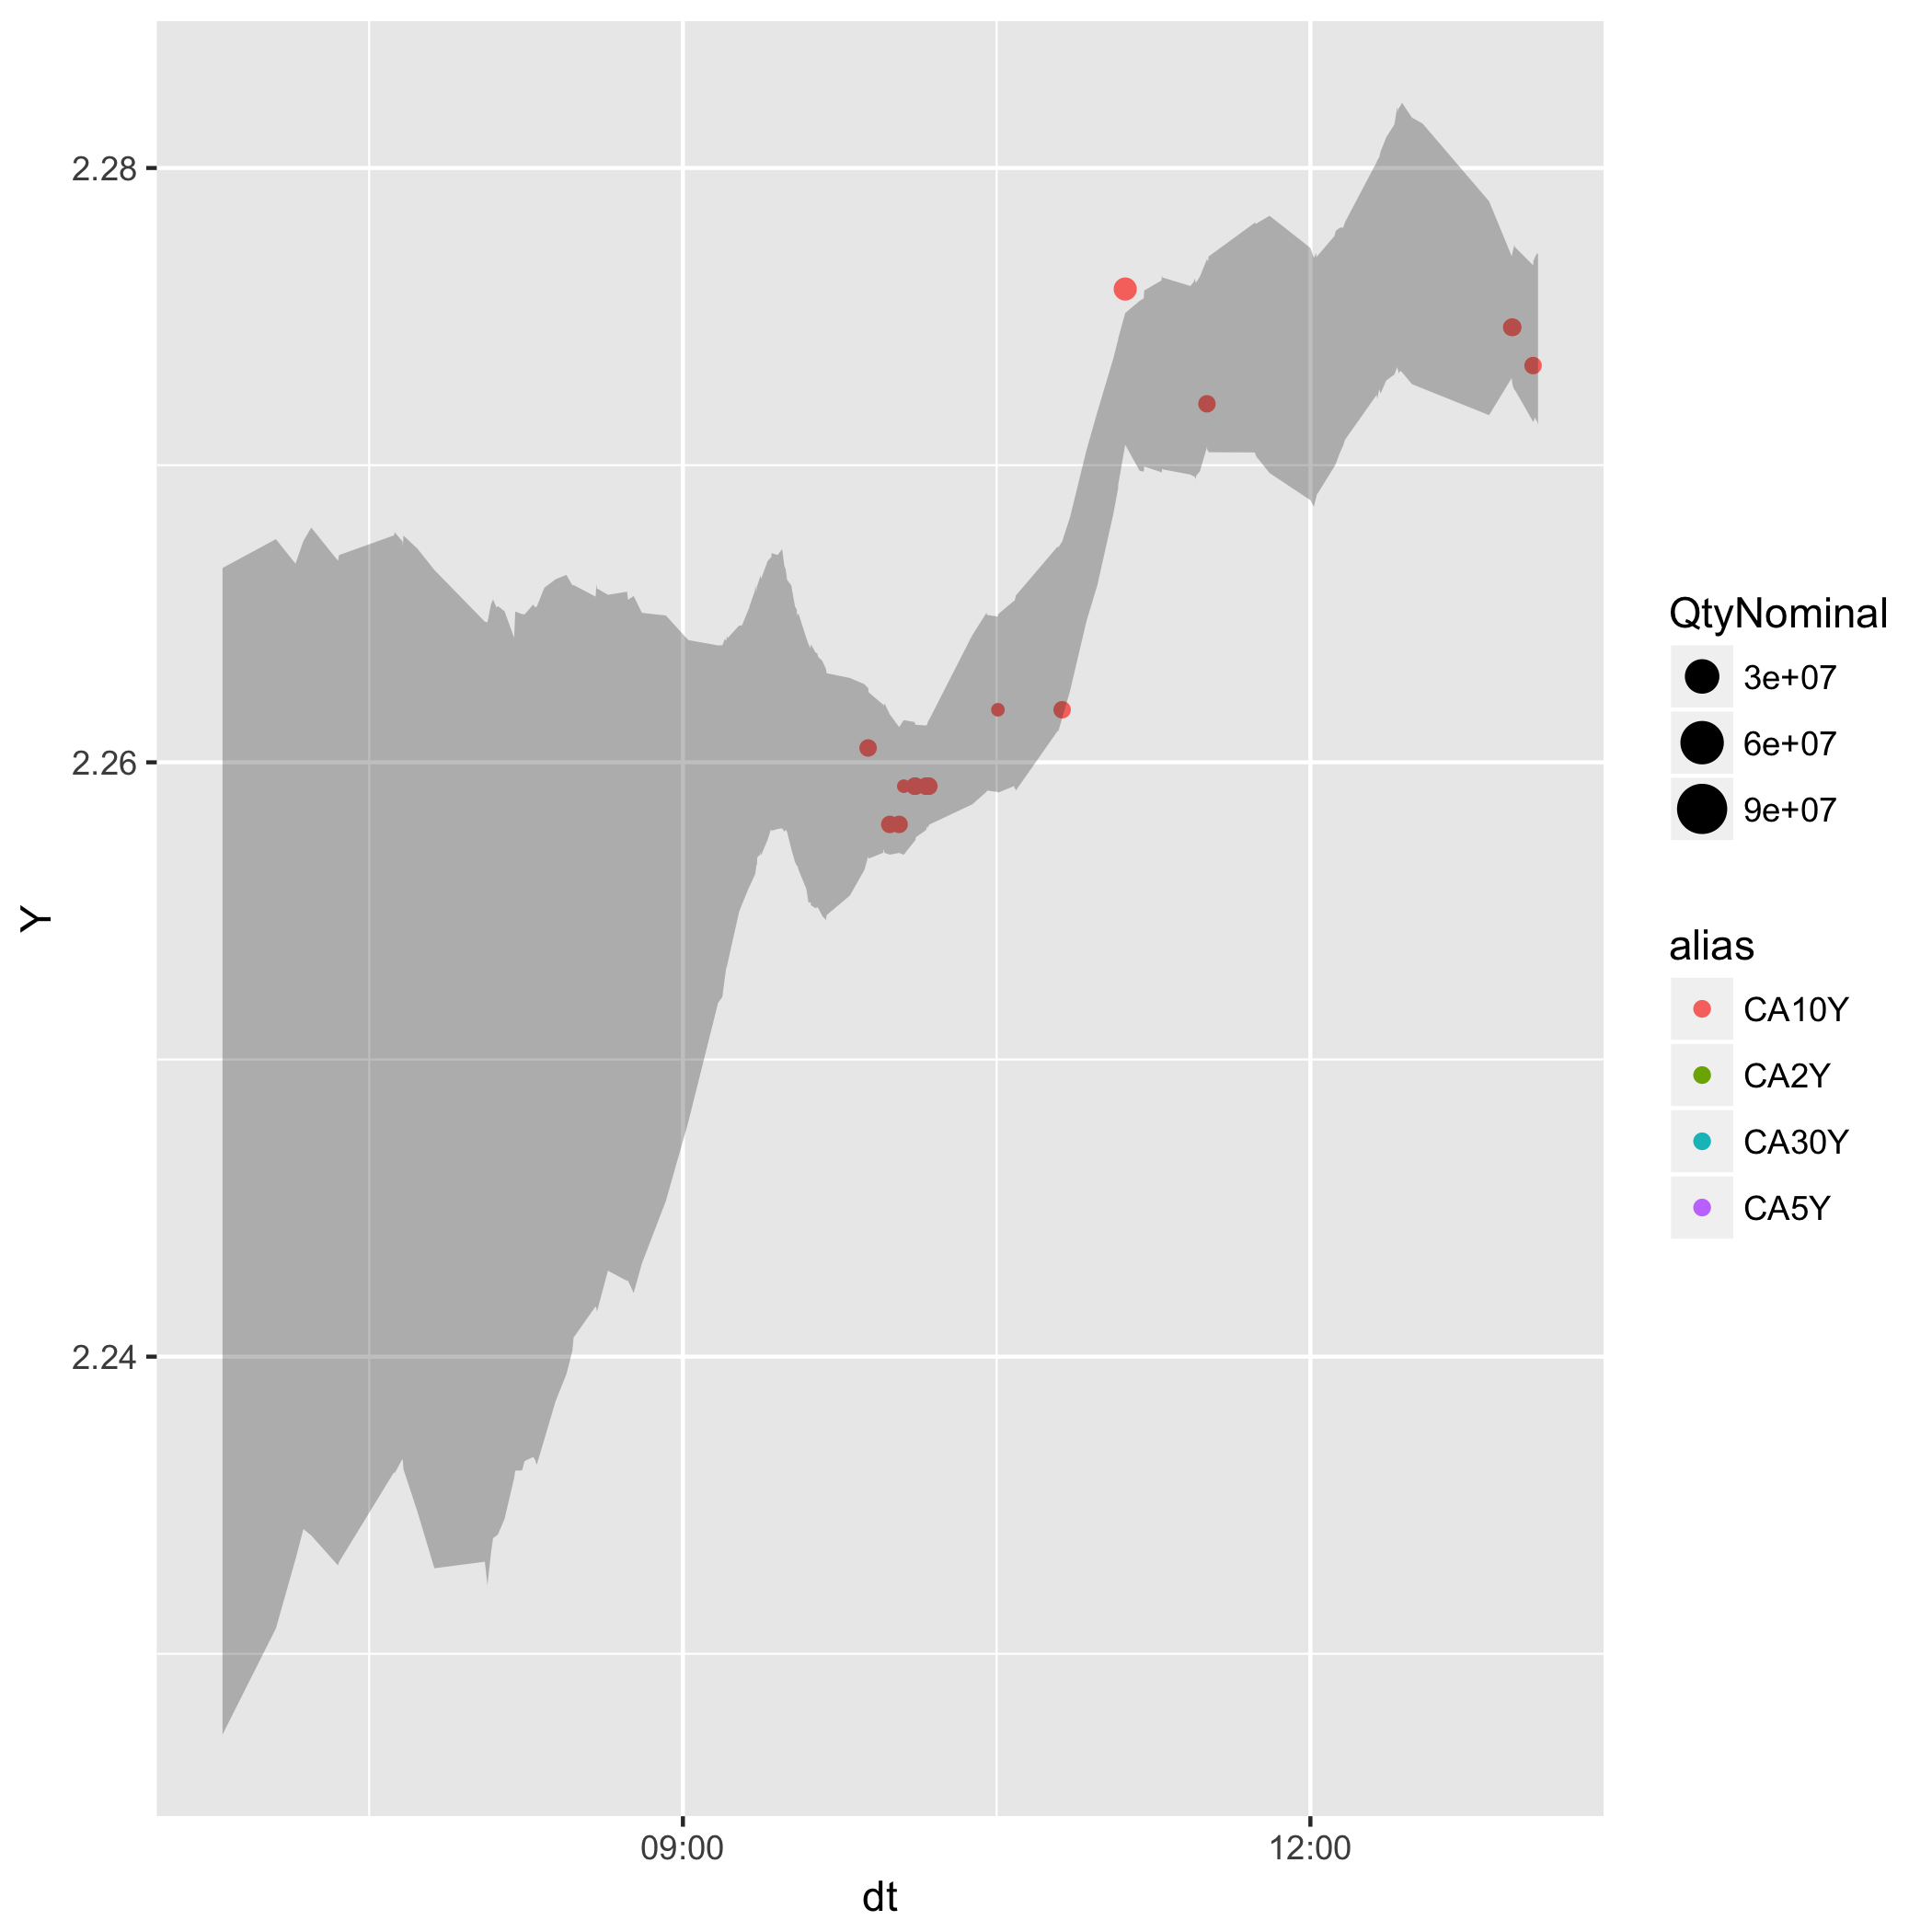 2.28
2.26
2.24
Y
09:00
12:00
dt
QtyNominal
3e+07
6e+07
9e+07
alias
CA10Y
CA2Y
CA30Y
CA5Y